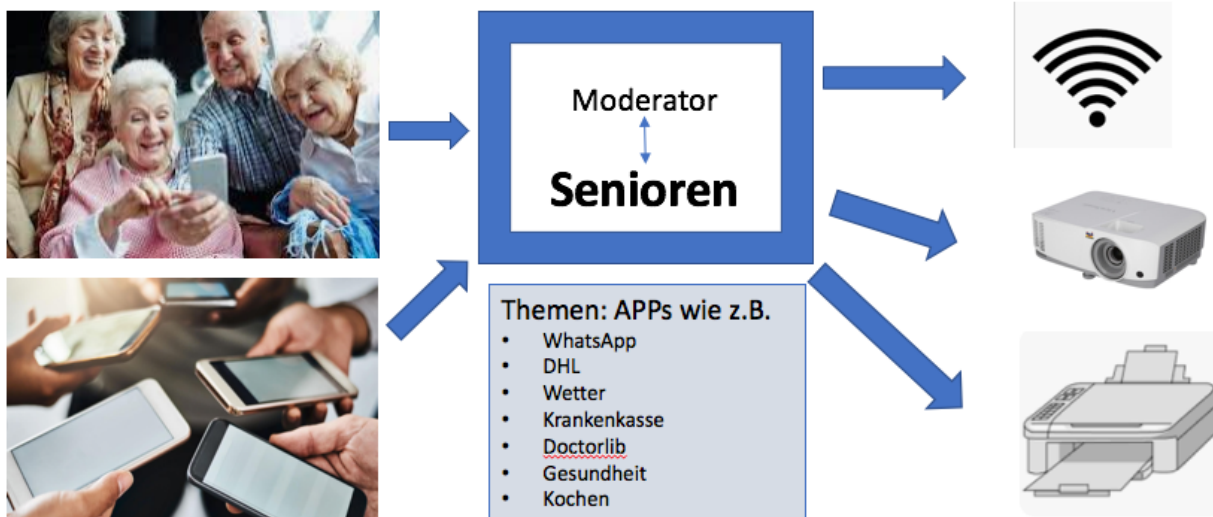 Moderator
Senioren
Themen: APPs wie z.B.
• WhatsApp
• DHL
• Wetter
• Krankenkasse
• Doctorlib
• Gesundheit
• Kochen